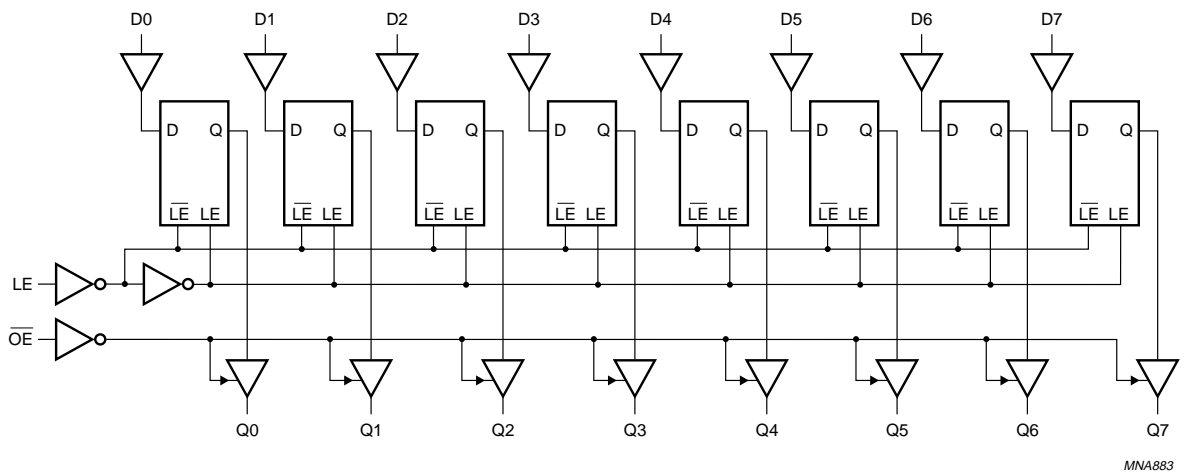 D0 D1 D2 D3 D4 D5 D6 D7
D Q D Q D Q D Q D Q D Q D Q D Q
L̅E̅ LE L̅E̅ LE L̅E̅ LE L̅E̅ LE L̅E̅ LE L̅E̅ LE L̅E̅ LE L̅E̅ LE
LE
O̅E̅
Q0 Q1 Q2 Q3 Q4 Q5 Q6 Q7
MNA883